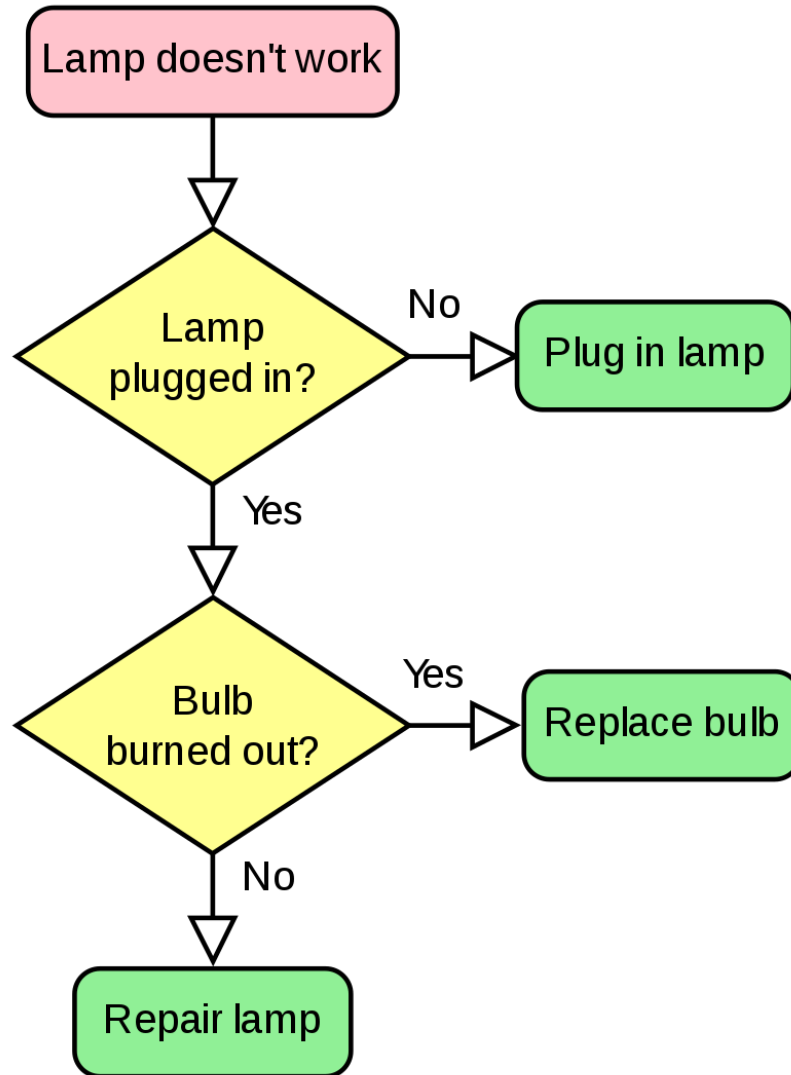 Lamp doesn't work
Lamp
plugged in?
No
Plug in lamp
Yes
Bulb
burned out?
Yes
Replace bulb
No
Repair lamp